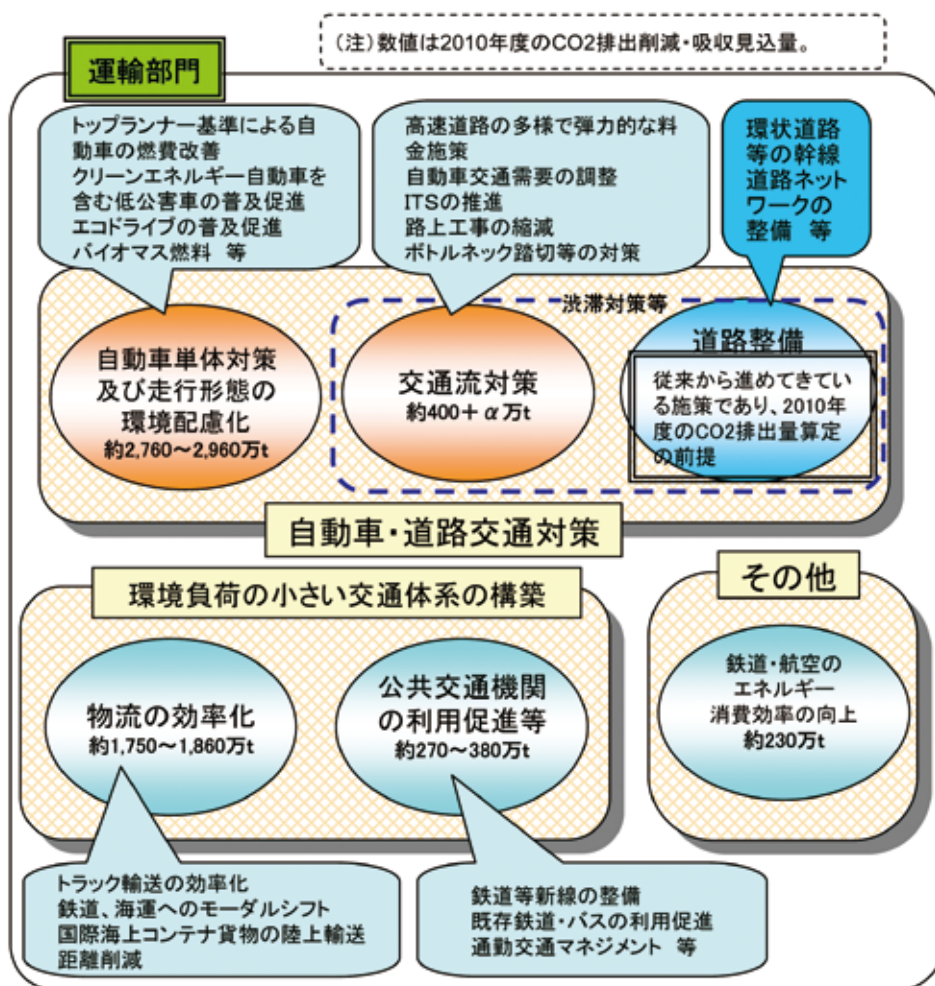 (注)数値は2010年度のCO2排出削減・吸収見込量。
運輸部門
トップランナー基準による自
動車の燃費改善
クリーンエネルギー自動車を
含む低公害車の普及促進
エコドライブの普及促進
バイオマス燃料 等
高速道路の多様で弾力的な料
金施策
自動車交通需要の調整
ITSの推進
路上工事の縮減
ボトルネック踏切等の対策
環状道路
等の幹線
道路ネット
ワークの
整備 等
渋滞対策等
自動車単体対策
及び走行形態の
環境配慮化
約2,760～2,960万t
交通流対策
約400＋α万t
道路整備
従来から進めてきてい
る施策であり、2010年
度のCO2排出量算定
の前提
自動車・道路交通対策
環境負荷の小さい交通体系の構築
その他
物流の効率化
約1,750～1,860万t
公共交通機関
の利用促進等
約270～380万t
鉄道・航空の
エネルギー
消費効率の向上
約230万t
トラック輸送の効率化
鉄道、海運へのモーダルシフト
国際海上コンテナ貨物の陸上輸送
距離削減
鉄道等新線の整備
既存鉄道・バスの利用促進
通勤交通マネジメント 等